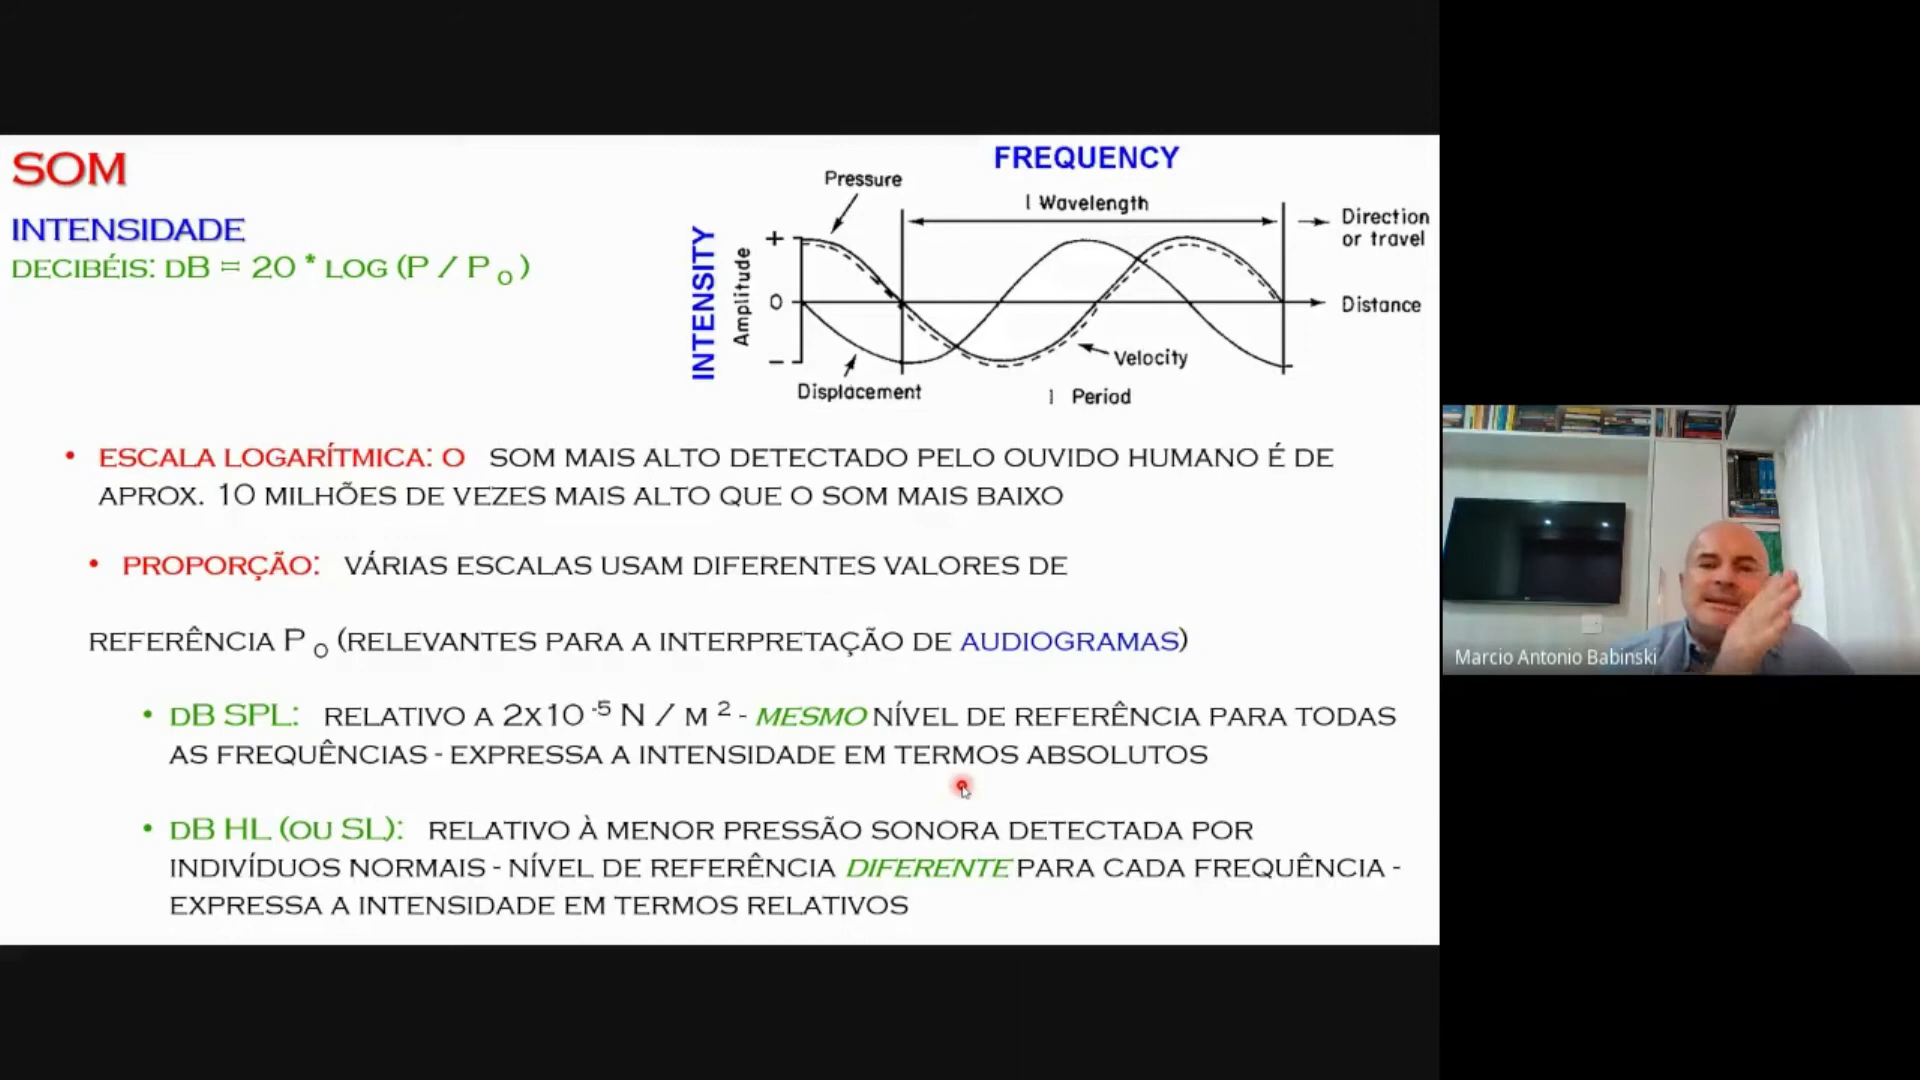 SOM
INTENSIDADE
DECIBÉIS: DB = 20 * LOG (P / P O )
FREQUENCY
INTENSITY
Amplitude
Pressure
1 Wavelength
Direction
or travel
+
0
−
Distance
Velocity
Displacement
1 Period
• ESCALA LOGARÍTMICA: O SOM MAIS ALTO DETECTADO PELO OUVIDO HUMANO É DE
APROX. 10 MILHÕES DE VEZES MAIS ALTO QUE O SOM MAIS BAIXO
• PROPORÇÃO: VÁRIAS ESCALAS USAM DIFERENTES VALORES DE
REFERÊNCIA P O (RELEVANTES PARA A INTERPRETAÇÃO DE AUDIOGRAMAS)
• DB SPL: RELATIVO A 2X10 -5 N / M 2 - MESMO NÍVEL DE REFERÊNCIA PARA TODAS
AS FREQUÊNCIAS - EXPRESSA A INTENSIDADE EM TERMOS ABSOLUTOS
• DB HL (OU SL): RELATIVO À MENOR PRESSÃO SONORA DETECTADA POR
INDIVÍDUOS NORMAIS - NÍVEL DE REFERÊNCIA DIFERENTE PARA CADA FREQUÊNCIA -
EXPRESSA A INTENSIDADE EM TERMOS RELATIVOS
Marcio Antonio Babinski